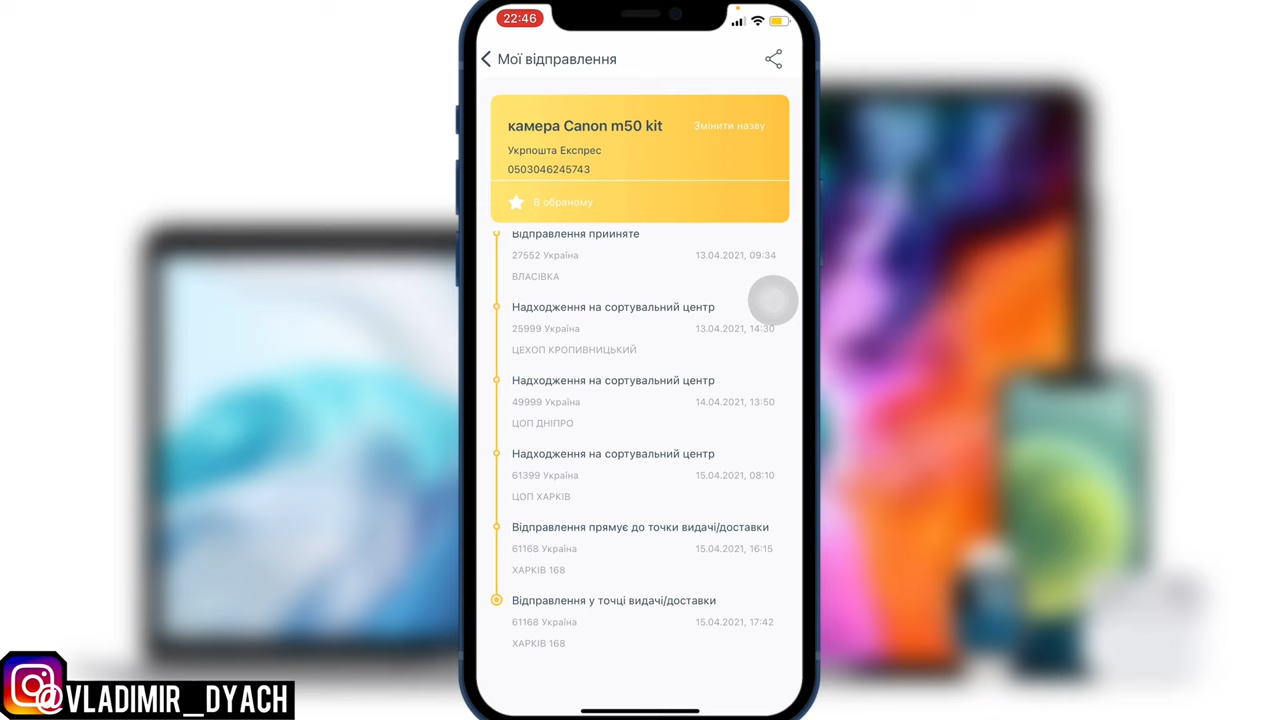 22:46
Мої відправлення
камера Canon m50 kit
Змінити назву
Укрпошта Експрес
0503046245743
В обраному
Відправлення прийняте
27552 Україна 13.04.2021, 09:34
ВЛАСІВКА
Надходження на сортувальний центр
25999 Україна 13.04.2021, 14:30
ЦЕХОП КРОПИВНИЦЬКИЙ
Надходження на сортувальний центр
49999 Україна 14.04.2021, 13:50
ЦОП ДНІПРО
Надходження на сортувальний центр
61399 Україна 15.04.2021, 08:10
ЦОП ХАРКІВ
Відправлення прямує до точки видачі/доставки
61168 Україна 15.04.2021, 16:15
ХАРКІВ 168
Відправлення у точці видачі/доставки
61168 Україна 15.04.2021, 17:42
ХАРКІВ 168
@VLADIMIR_DYACH